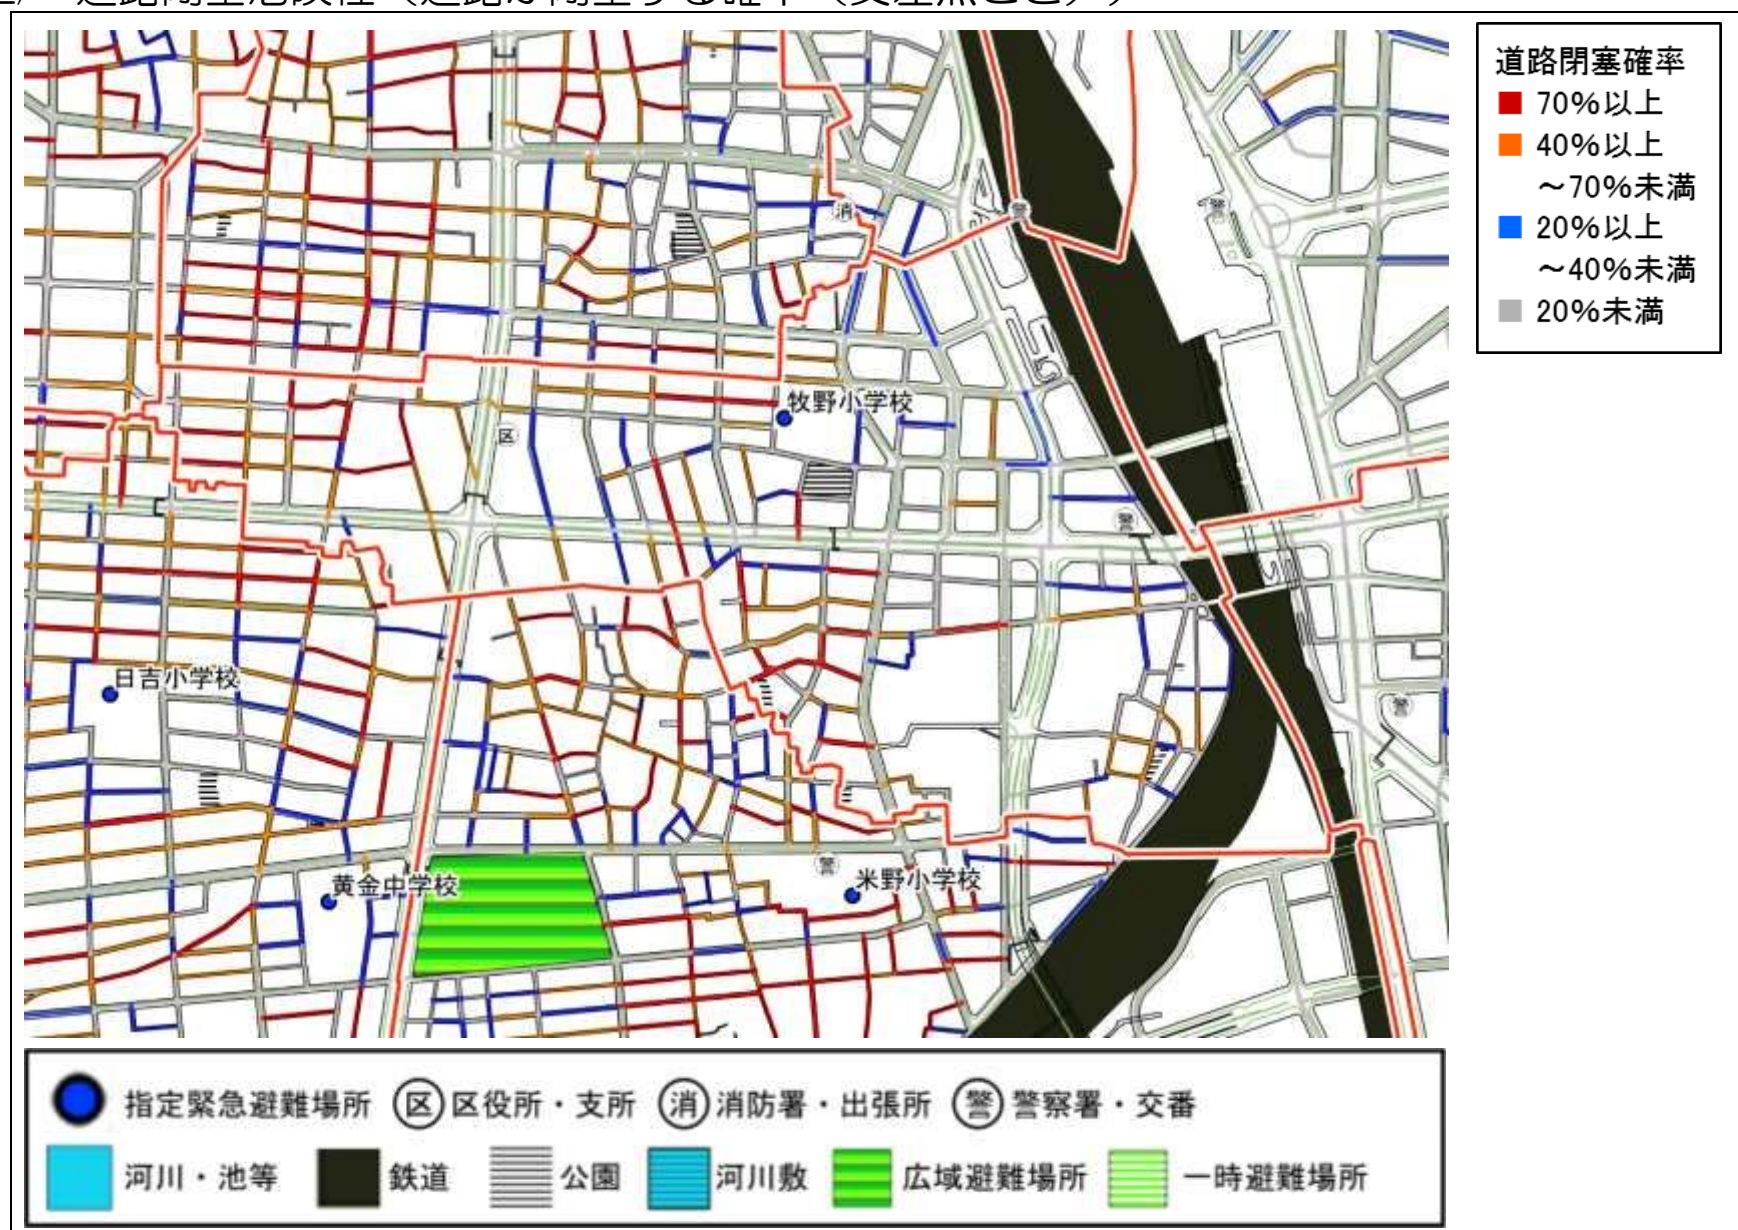 道路閉塞確率
70%以上
40%以上
～70%未満
20%以上
～40%未満
20%未満
消
警
警
牧野小学校
区
警
日吉小学校
警
警
黄金中学校
米野小学校
指定緊急避難場所 区 区役所・支所 消 消防署・出張所 警 警察署・交番
河川・池等 鉄道 公園 河川敷 広域避難場所 一時避難場所